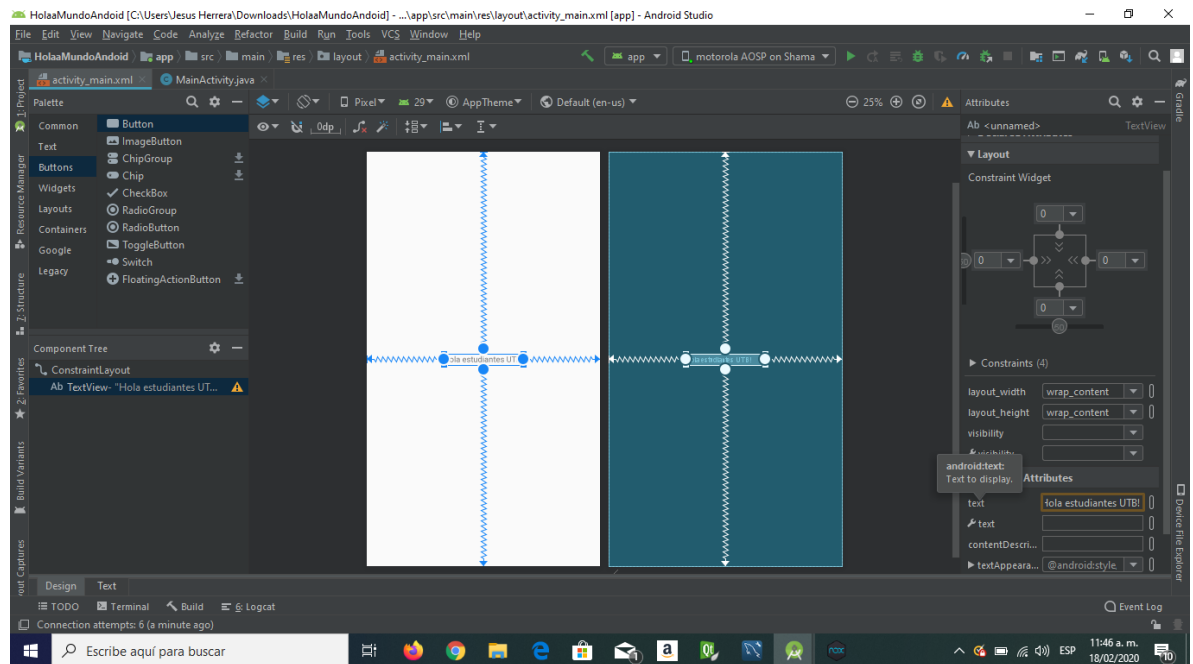 HolaaMundoAndoid [C:\Users\Jesus Herrera\Downloads\HolaaMundoAndoid] - ...\app\src\main\res\layout\activity_main.xml [app] - Android Studio
File Edit View Navigate Code Analyze Refactor Build Run Tools VCS Window Help
HolaaMundoAndoid app src main res layout activity_main.xml
app motorola AOSP on Shama
activity_main.xml MainActivity.java
1: Project
Resource Manager
7: Structure
2: Favorites
Build Variants
out Captures
Palette
Common
Text
Buttons
Widgets
Layouts
Containers
Google
Legacy
Button
ImageButton
ChipGroup
Chip
CheckBox
RadioGroup
RadioButton
ToggleButton
Switch
FloatingActionButton
Component Tree
ConstraintLayout
Ab TextView- "Hola estudiantes UT...
Pixel 29 AppTheme Default (en-us) 25%
0dp
ola estudiantes UT
Attributes
Ab <unnamed> TextView
Layout
Constraint Widget
0
0
0
0
50
Constraints (4)
layout_width wrap_content
layout_height wrap_content
visibility
visibility
android:text:
Text to display.
Attributes
text Hola estudiantes UTB!
text
contentDescri...
textAppeara... @android:style
Gradle
Device File Explorer
Design Text
TODO Terminal Build 6: Logcat Event Log
Connection attempts: 6 (a minute ago)
Escribe aquí para buscar
ESP
11:46 a. m.
18/02/2020